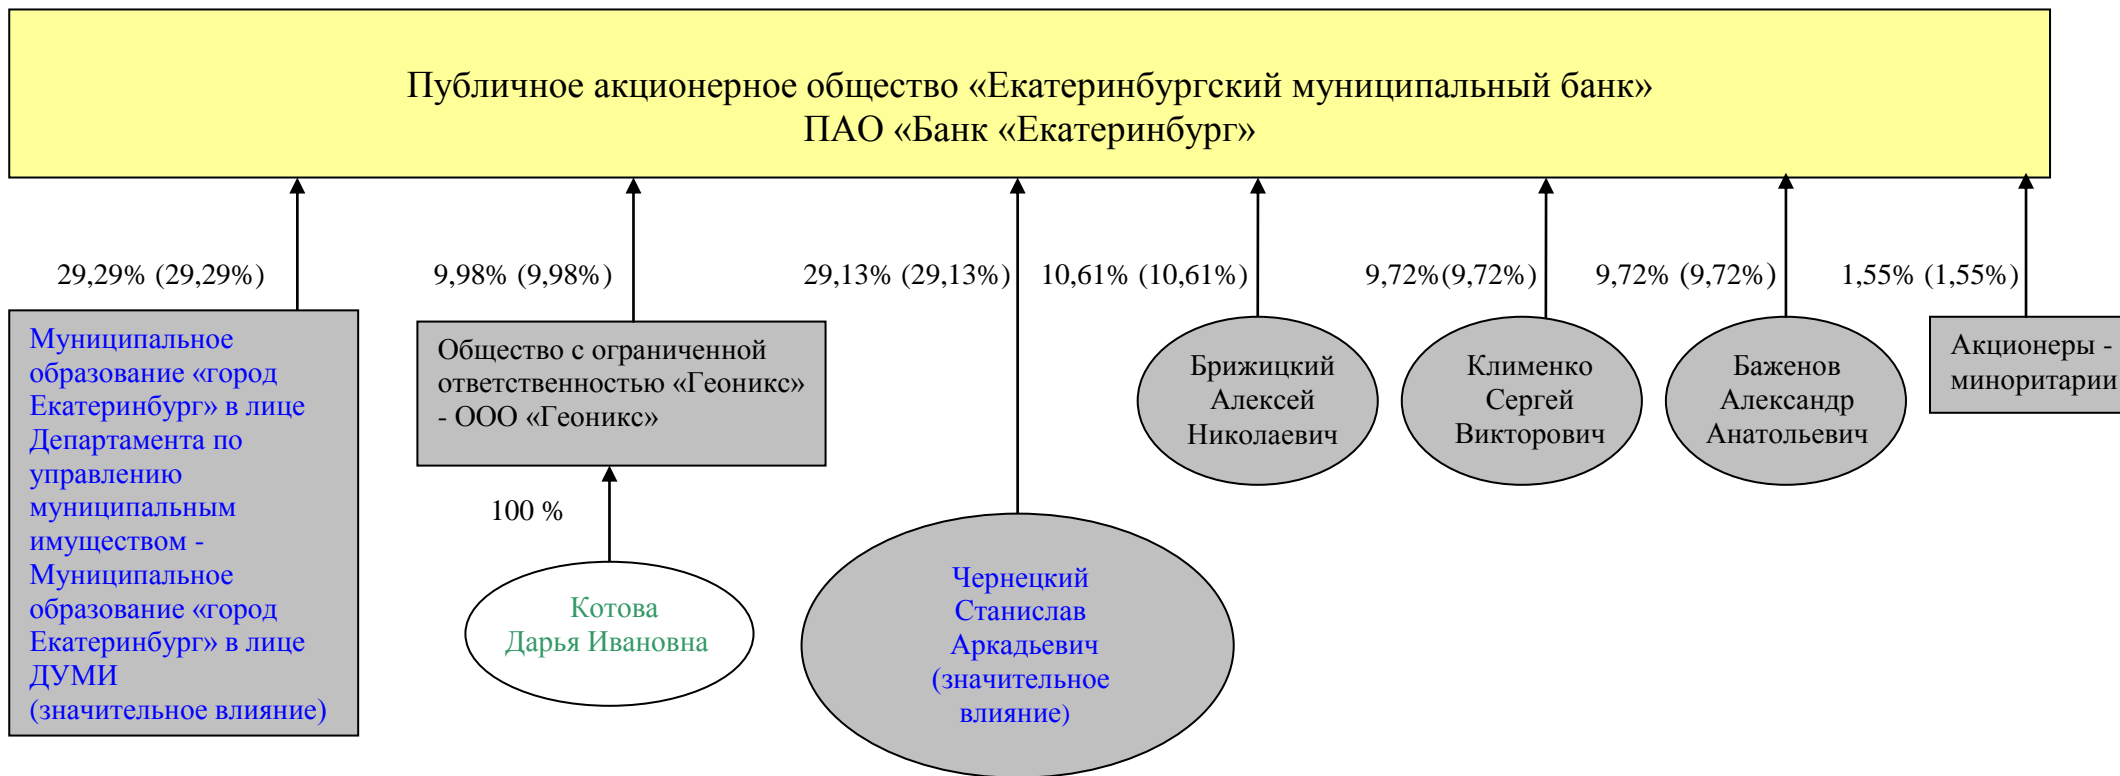 Публичное акционерное общество «Екатеринбургский муниципальный банк»
ПАО «Банк «Екатеринбург»
29,29% (29,29%)
9,98% (9,98%)
29,13% (29,13%)
10,61% (10,61%)
9,72%(9,72%)
9,72% (9,72%)
1,55% (1,55%)
Муниципальное
образование «город
Екатеринбург» в лице
Департамента по
управлению
муниципальным
имуществом -
Муниципальное
образование «город
Екатеринбург» в лице
ДУМИ
(значительное влияние)
Общество с ограниченной
ответственностью «Геоникс»
- ООО «Геоникс»
100 %
Котова
Дарья Ивановна
Чернецкий
Станислав
Аркадьевич
(значительное
влияние)
Брижицкий
Алексей
Николаевич
Клименко
Сергей
Викторович
Баженов
Александр
Анатольевич
Акционеры -
миноритарии